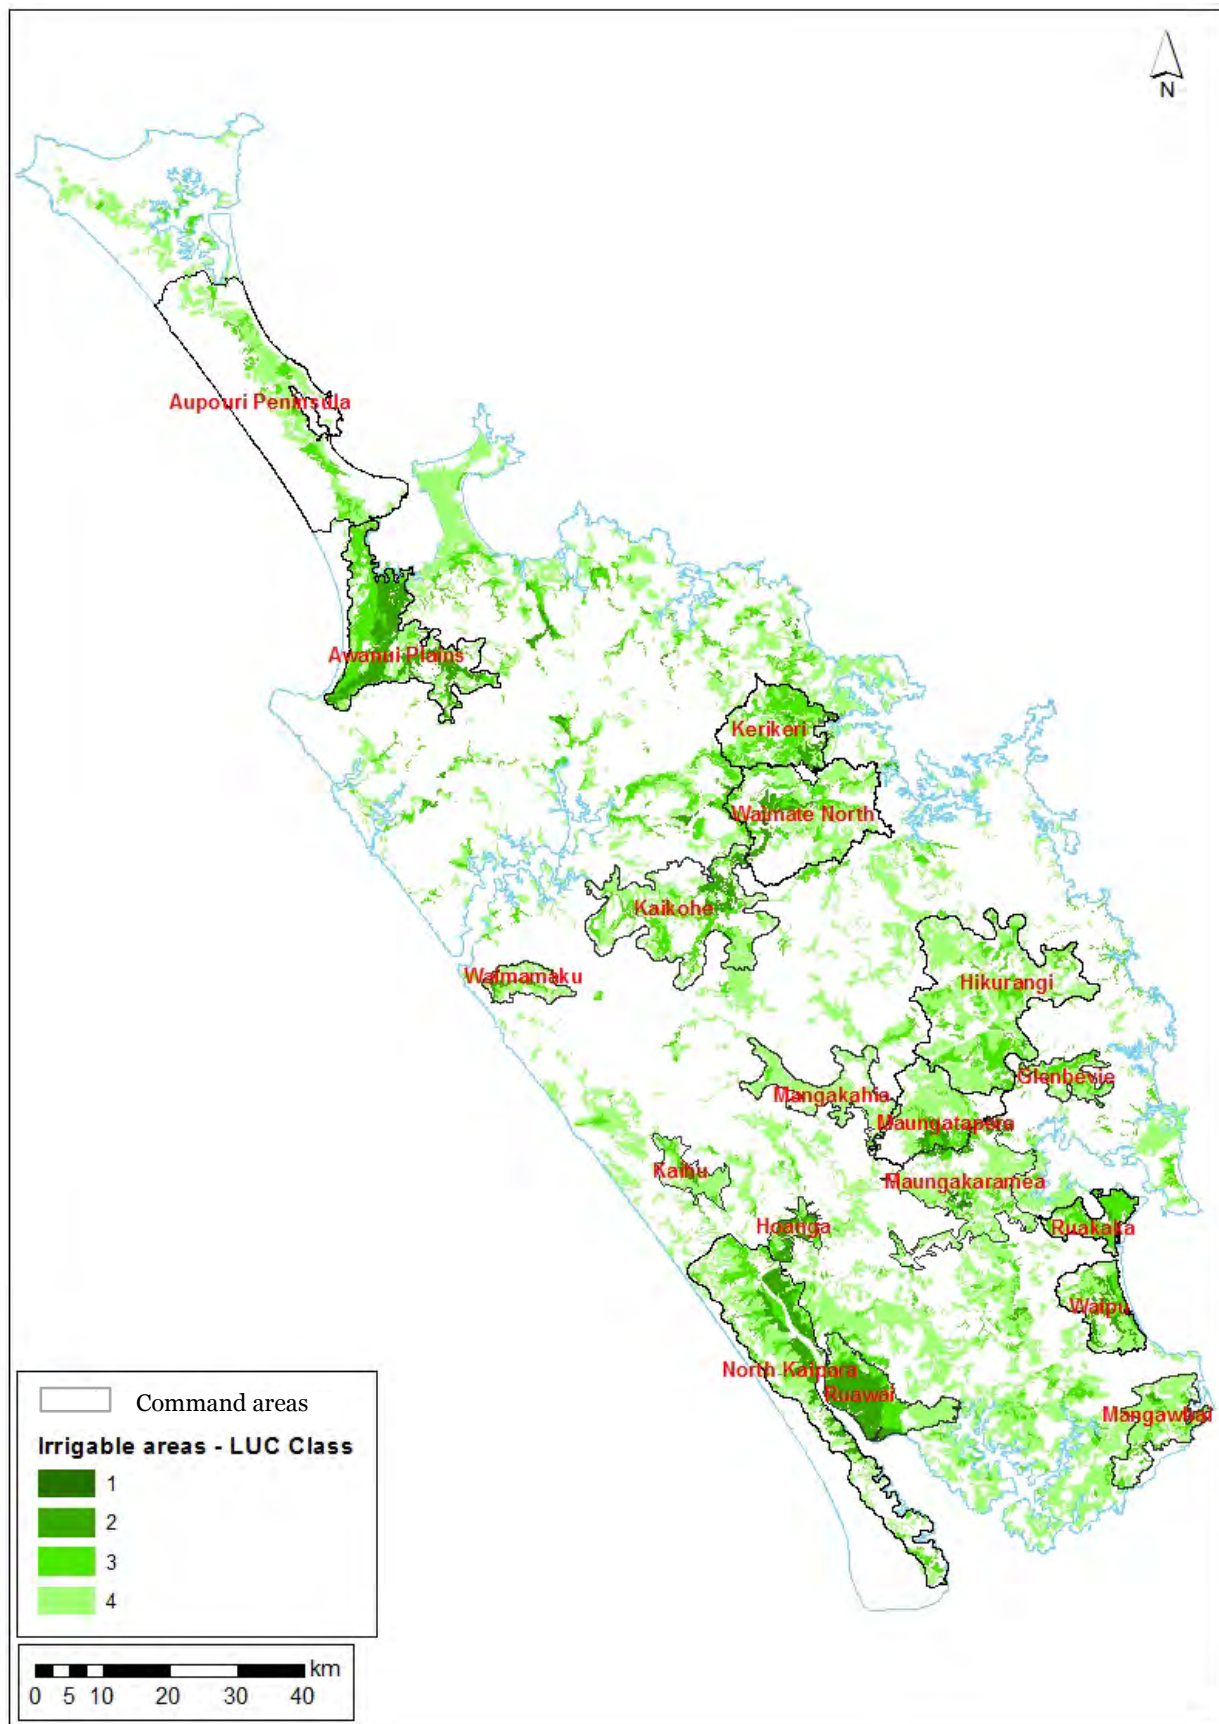 N
Aupouri Peninsula
Awanui Plains
Kerikeri
Waimate North
Kaikohe
Waimamaku
Hikurangi
Glenbevie
Mangakahia
Maungatapere
Kaihu
Maungakaramea
Hoanga
Ruakaka
Waipu
North Kaipara
Ruawai
Mangawhai
Command areas
Irrigable areas - LUC Class
1
2
3
4
km
0 5 10 20 30 40